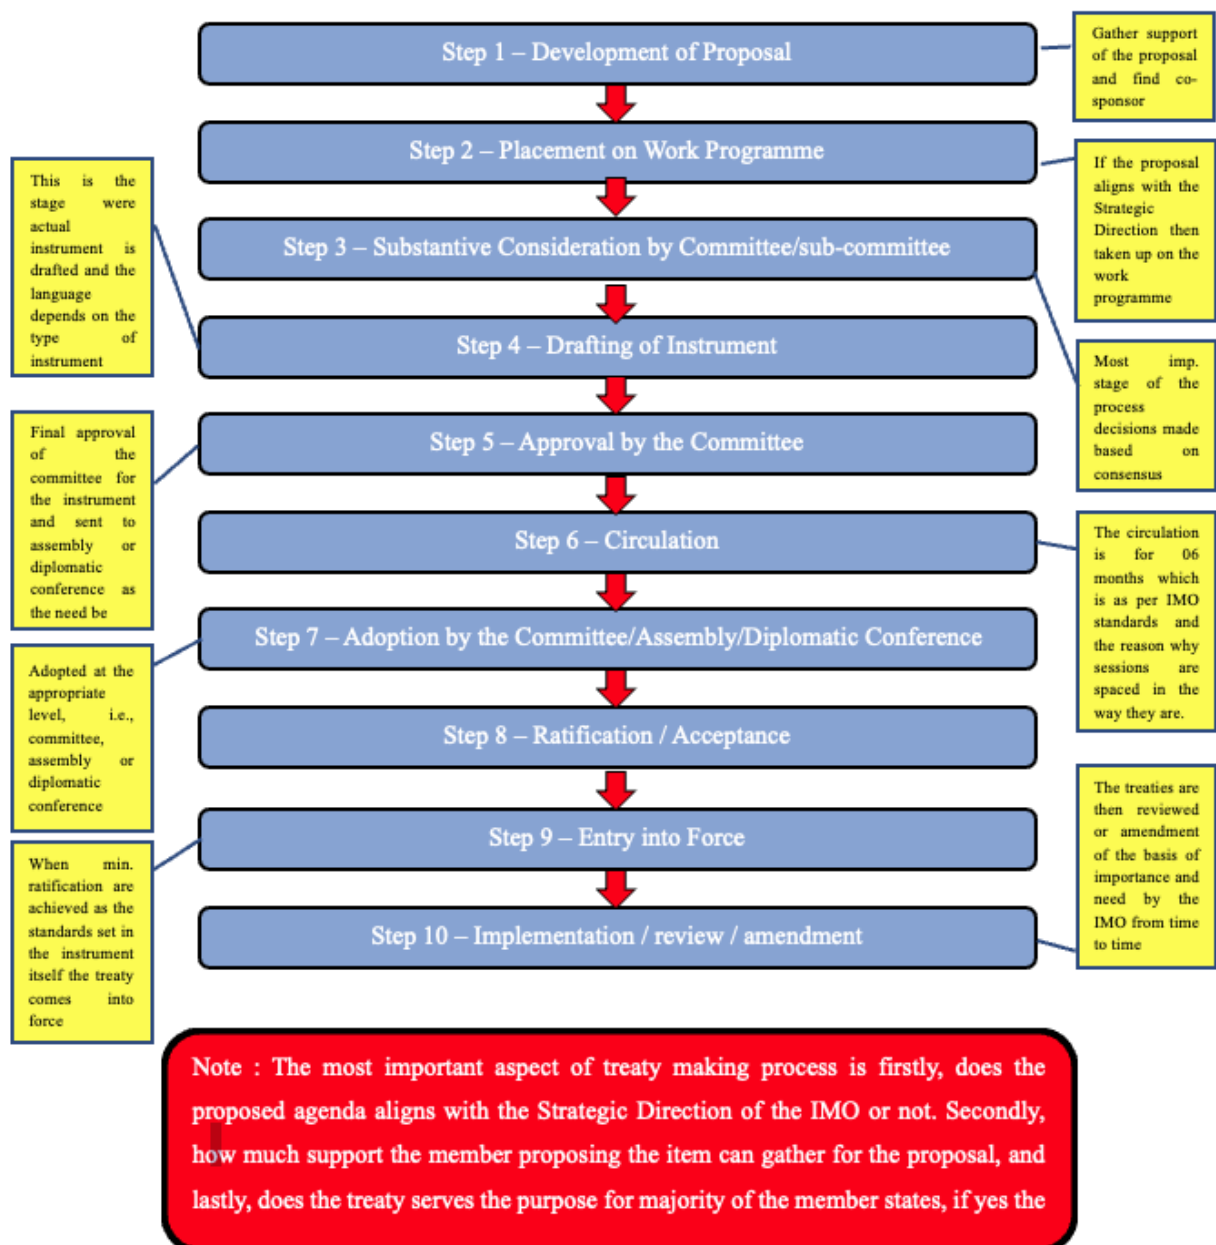 Step 1 – Development of Proposal
Gather support
of the proposal
and find co-
sponsor
Step 2 – Placement on Work Programme
If the proposal
aligns with the
Strategic
Direction then
taken up on the
work
programme
Step 3 – Substantive Consideration by Committee/sub-committee
Most imp.
stage of the
process
decisions made
based on
consensus
This is the
stage were
actual
instrument is
drafted and the
language
depends on the
type of
instrument
Step 4 – Drafting of Instrument
Final approval
of the
committee for
the instrument
and sent to
assembly or
diplomatic
conference as
the need be
Step 5 – Approval by the Committee
Step 6 – Circulation
The circulation
is for 06
months which
is as per IMO
standards and
the reason why
sessions are
spaced in the
way they are.
Step 7 – Adoption by the Committee/Assembly/Diplomatic Conference
Adopted at the
appropriate
level, i.e.,
committee,
assembly or
diplomatic
conference
Step 8 – Ratification / Acceptance
Step 9 – Entry into Force
When min.
ratification are
achieved as the
standards set in
the instrument
itself the treaty
comes into
force
Step 10 – Implementation / review / amendment
The treaties are
then reviewed
or amendment
of the basis of
importance and
need by the
IMO from time
to time
Note : The most important aspect of treaty making process is firstly, does the
proposed agenda aligns with the Strategic Direction of the IMO or not. Secondly,
how much support the member proposing the item can gather for the proposal, and
lastly, does the treaty serves the purpose for majority of the member states, if yes the